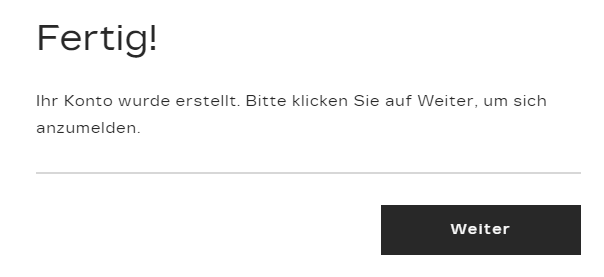 Fertig!
Ihr Konto wurde erstellt. Bitte klicken Sie auf Weiter, um sich
anzumelden.
Weiter